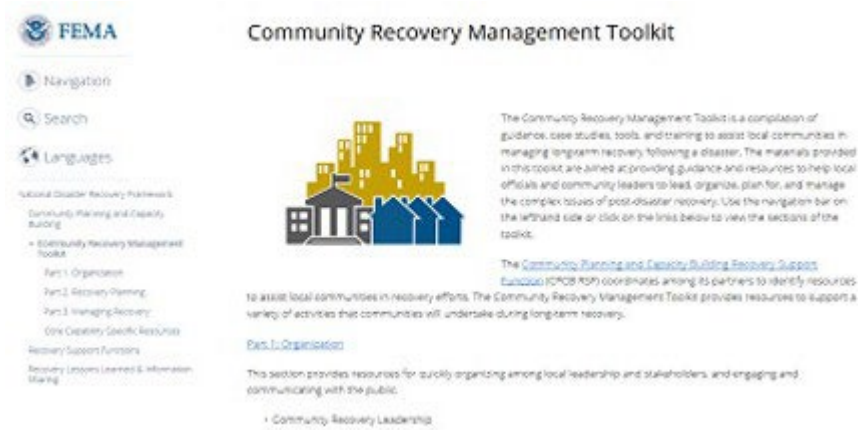 FEMA
Navigation
Search
Languages
National Disaster Recovery Framework
Community Planning and Capacity
Building
Community Recovery Management
Toolkit
Part 1: Organization
Part 2: Recovery Planning
Part 3: Managing Recovery
Core Capability Specific Resources
Recovery Support Functions
Recovery Lessons Learned & Information
Sharing
Community Recovery Management Toolkit
The Community Recovery Management Toolkit is a compilation of
guidance, case studies, tools, and training to assist local communities in
managing long-term recovery following a disaster. The materials provided
in this toolkit are aimed at providing guidance and resources to help local
officials and community leaders to lead, organize, plan for, and manage
the complex issues of post-disaster recovery. Use the navigation bar on
the lefthand side or click on the links below to view the sections of the
toolkit.
The Community Planning and Capacity Building Recovery Support
Function (CPCB RSF) coordinates among its partners to identify resources
to assist local communities in recovery efforts. The Community Recovery Management Toolkit provides resources to support a
variety of activities that communities will undertake during long-term recovery.
Part 1: Organization
This section provides resources for quickly organizing among local leadership and stakeholders, and engaging and
communicating with the public.
• Community Recovery Leadership